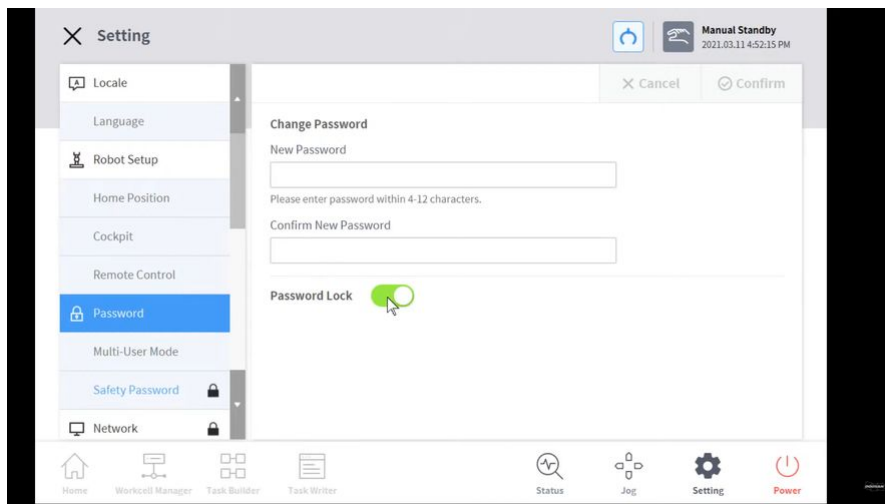 Setting
Manual Standby
2021.03.11 4:52:15 PM
A Locale
Language
Robot Setup
Home Position
Cockpit
Remote Control
Password
Multi-User Mode
Safety Password
Network
Cancel
Confirm
Change Password
New Password
Please enter password within 4-12 characters.
Confirm New Password
Password Lock
Home
Workcell Manager
Task Builder
Task Writer
Status
Jog
Setting
Power